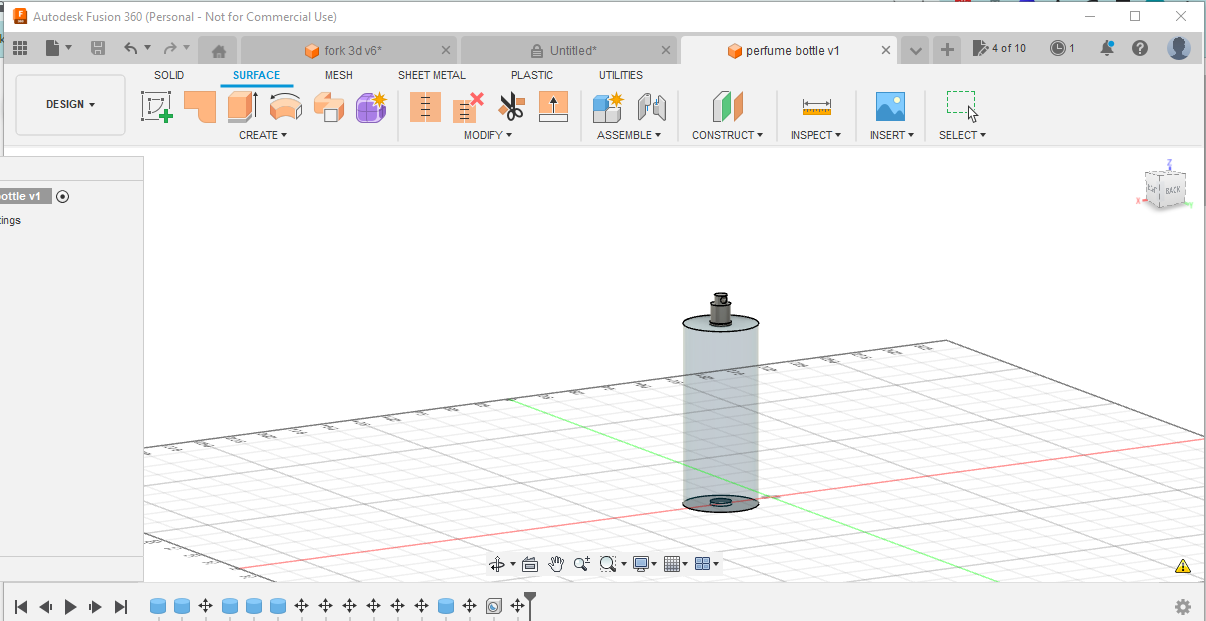 Autodesk Fusion 360 (Personal - Not for Commercial Use)
fork 3d v6*
Untitled*
perfume bottle v1
4 of 10
1
SOLID
SURFACE
MESH
SHEET METAL
PLASTIC
UTILITIES
DESIGN
CREATE
MODIFY
ASSEMBLE
CONSTRUCT
INSPECT
INSERT
SELECT
ottle v1
tings
Z
BACK
X
Y